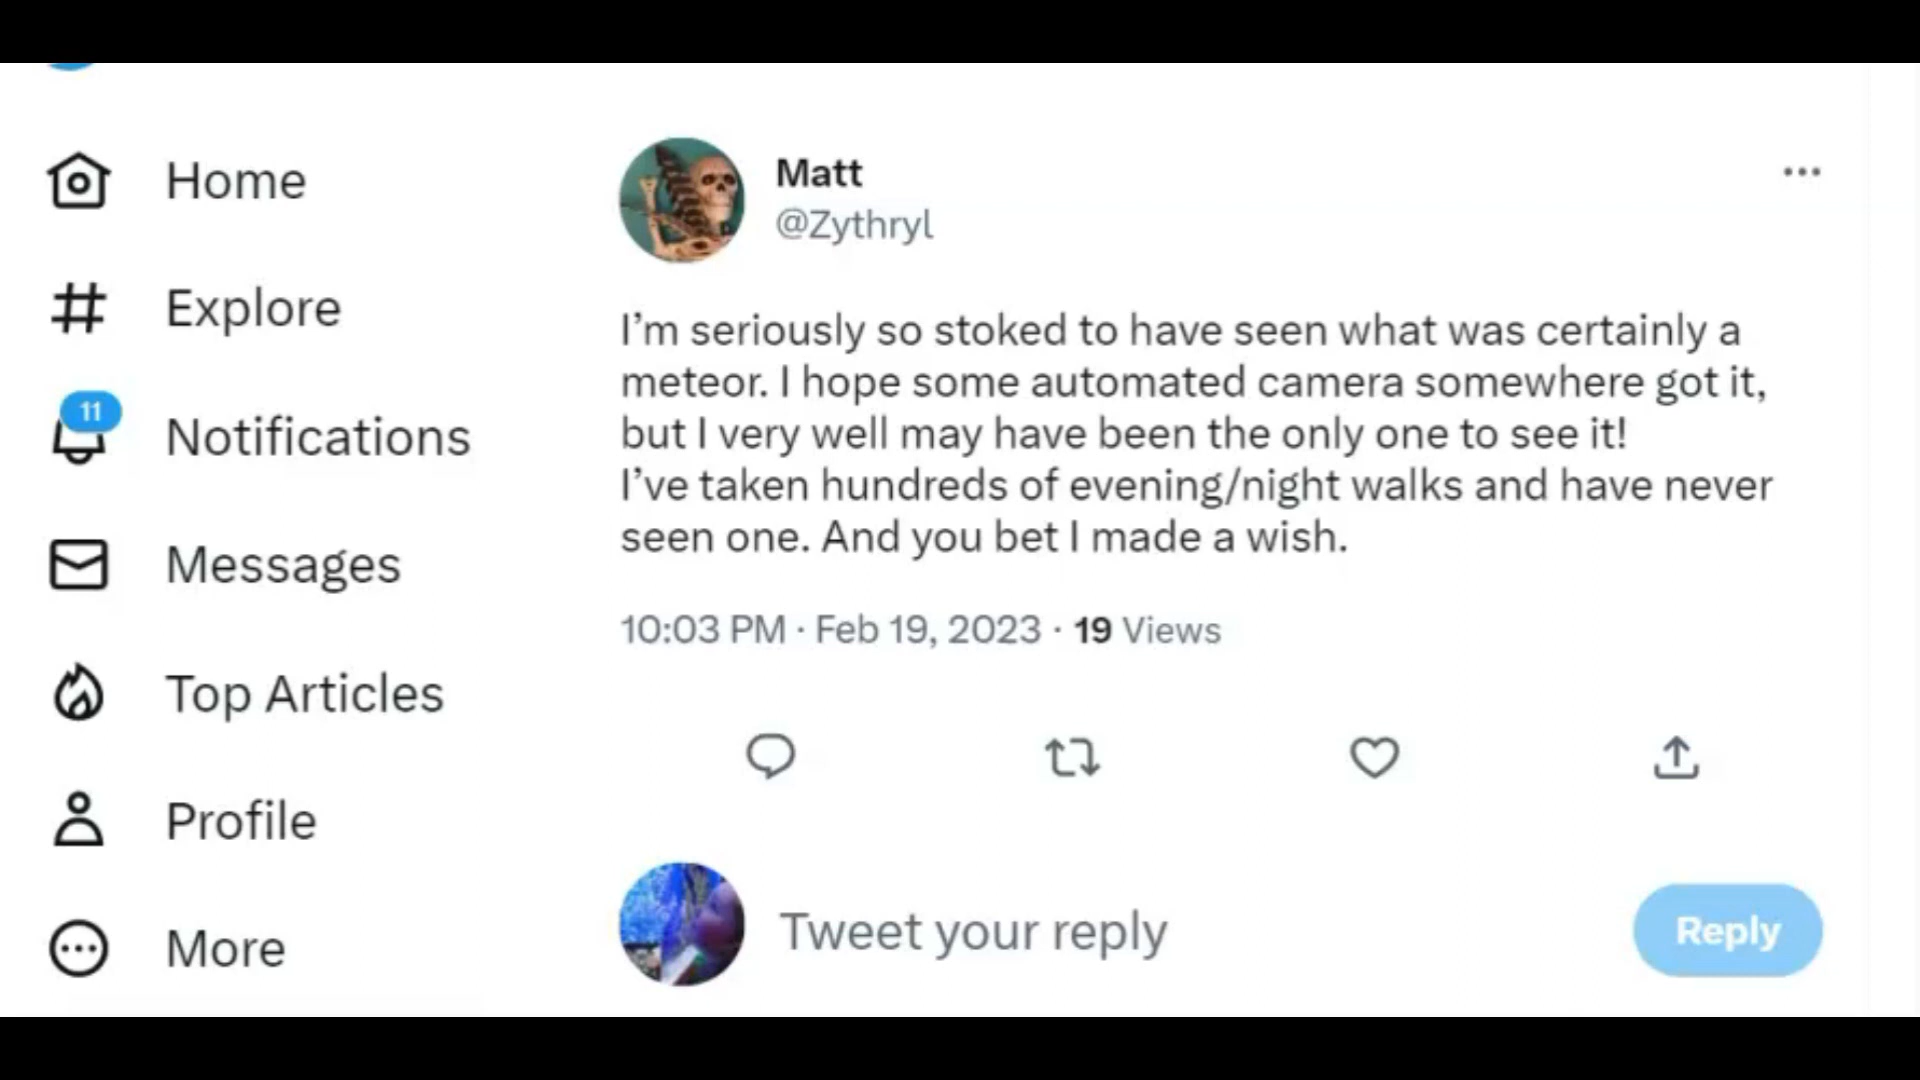 Home
Explore
11
Notifications
Messages
Top Articles
Profile
More
Matt
@Zythryl
I’m seriously so stoked to have seen what was certainly a
meteor. I hope some automated camera somewhere got it,
but I very well may have been the only one to see it!
I’ve taken hundreds of evening/night walks and have never
seen one. And you bet I made a wish.
10:03 PM · Feb 19, 2023 · 19 Views
Tweet your reply
Reply